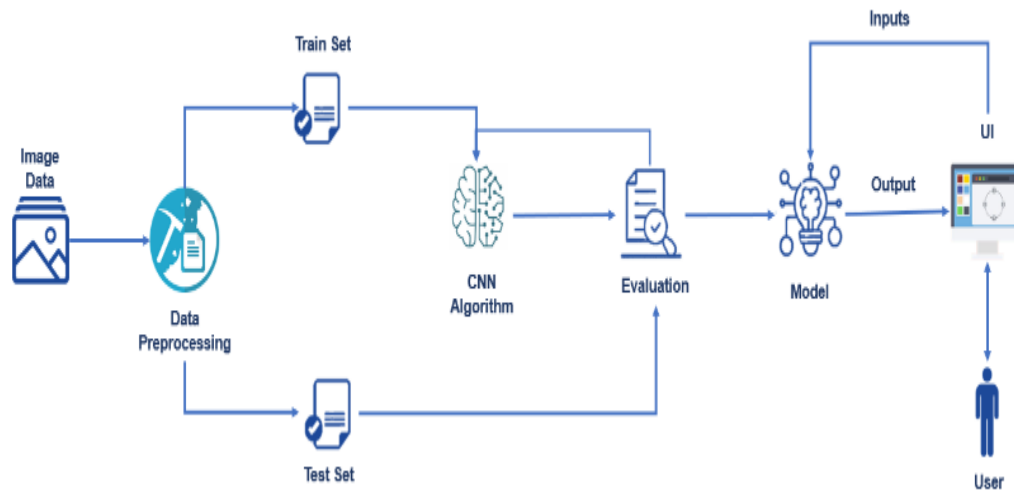 Inputs
Train Set
UI
Image
Data
Output
CNN
Algorithm
Evaluation
Model
Data
Preprocessing
Test Set
User